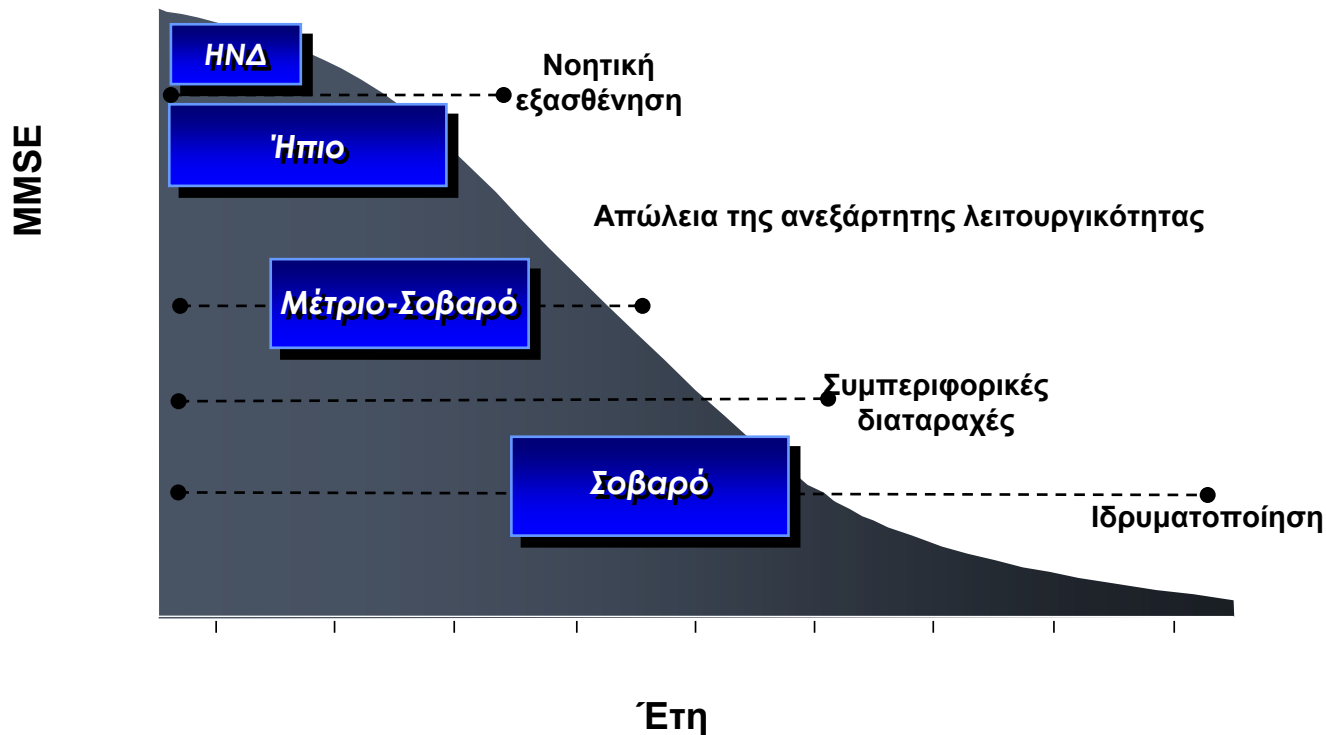 ΗΝΔ
Νοητική
εξασθένηση
Ήπιο
MMSE
Απώλεια της ανεξάρτητης λειτουργικότητας
Μέτριο-Σοβαρό
Συμπεριφορικές
διαταραχές
Σοβαρό
Ιδρυματοποίηση
Έτη